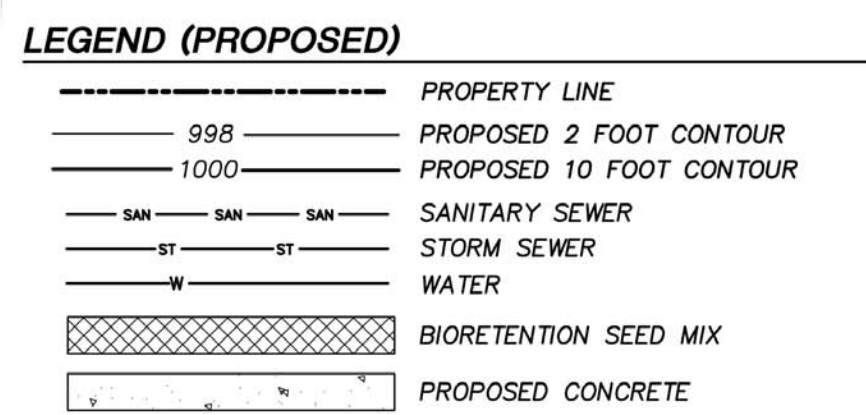 LEGEND (PROPOSED)
PROPERTY LINE
998 PROPOSED 2 FOOT CONTOUR
1000 PROPOSED 10 FOOT CONTOUR
SAN SAN SAN SANITARY SEWER
ST ST STORM SEWER
W WATER
BIORETENTION SEED MIX
PROPOSED CONCRETE